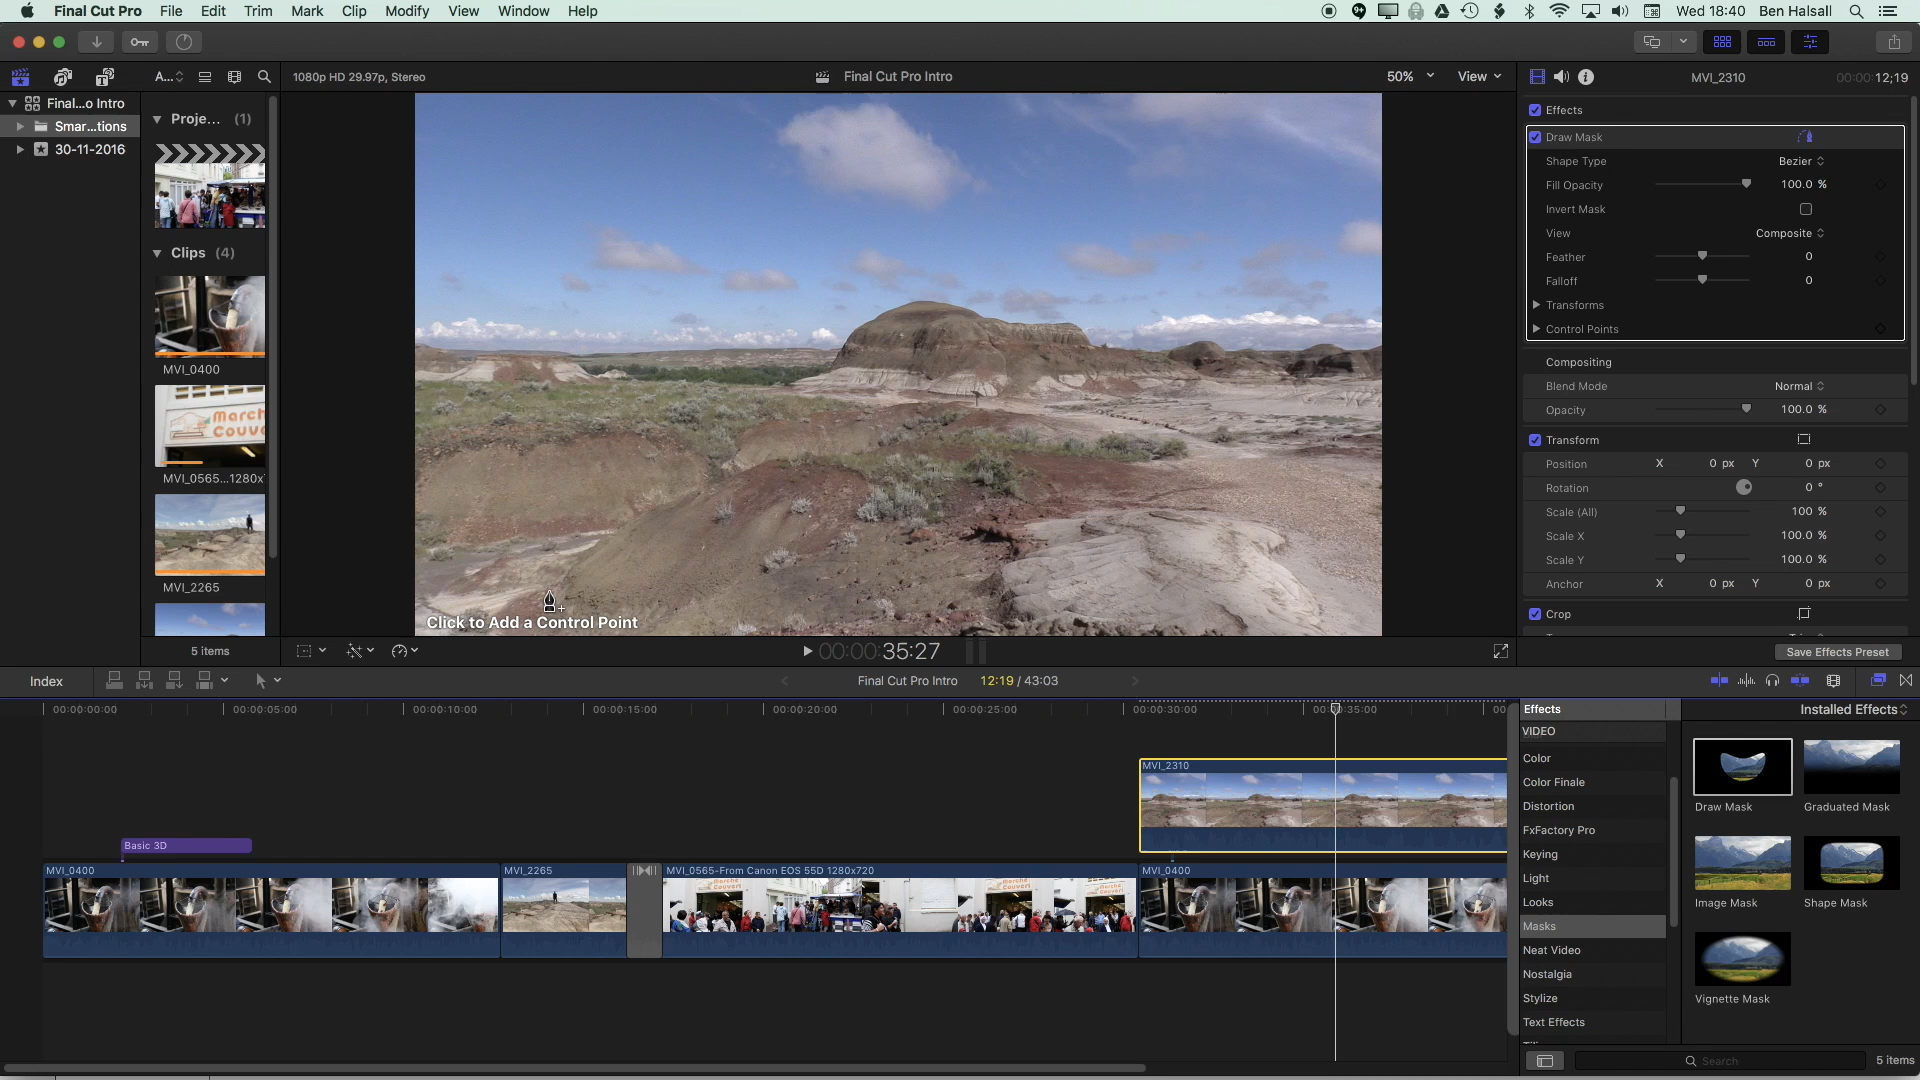 Final Cut Pro File Edit Trim Mark Clip Modify View Window Help Wed 18:40 Ben Halsall
A... 1080p HD 29.97p, Stereo Final Cut Pro Intro 50% View MVI_2310 00:00:12;19
Final...o Intro
Smar...tions
30-11-2016
Proje... (1)
Clips (4)
MVI_0400
Marche
Couve
MVI_0565...1280x
MVI_2265
5 items
Click to Add a Control Point
00:00:35:27
Effects
Draw Mask
Shape Type Bezier
Fill Opacity 100.0 %
Invert Mask
View Composite
Feather 0
Falloff 0
Transforms
Control Points
Compositing
Blend Mode Normal
Opacity 100.0 %
Transform
Position X 0 px Y 0 px
Rotation 0 °
Scale (All) 100 %
Scale X 100.0 %
Scale Y 100.0 %
Anchor X 0 px Y 0 px
Crop
Save Effects Preset
Index Final Cut Pro Intro 12:19 / 43:03
00:00:00:00 00:00:05:00 00:00:10:00 00:00:15:00 00:00:20:00 00:00:25:00 00:00:30:00 00:00:35:00
MVI_2310
Basic 3D
MVI_0400 MVI_2265 MVI_0565-From Canon EOS 55D 1280x720 MVI_0400
Effects Installed Effects
VIDEO
Color
Color Finale
Distortion
FxFactory Pro
Keying
Light
Looks
Masks
Neat Video
Nostalgia
Stylize
Text Effects
Draw Mask Graduated Mask
Image Mask Shape Mask
Vignette Mask
Search 5 items